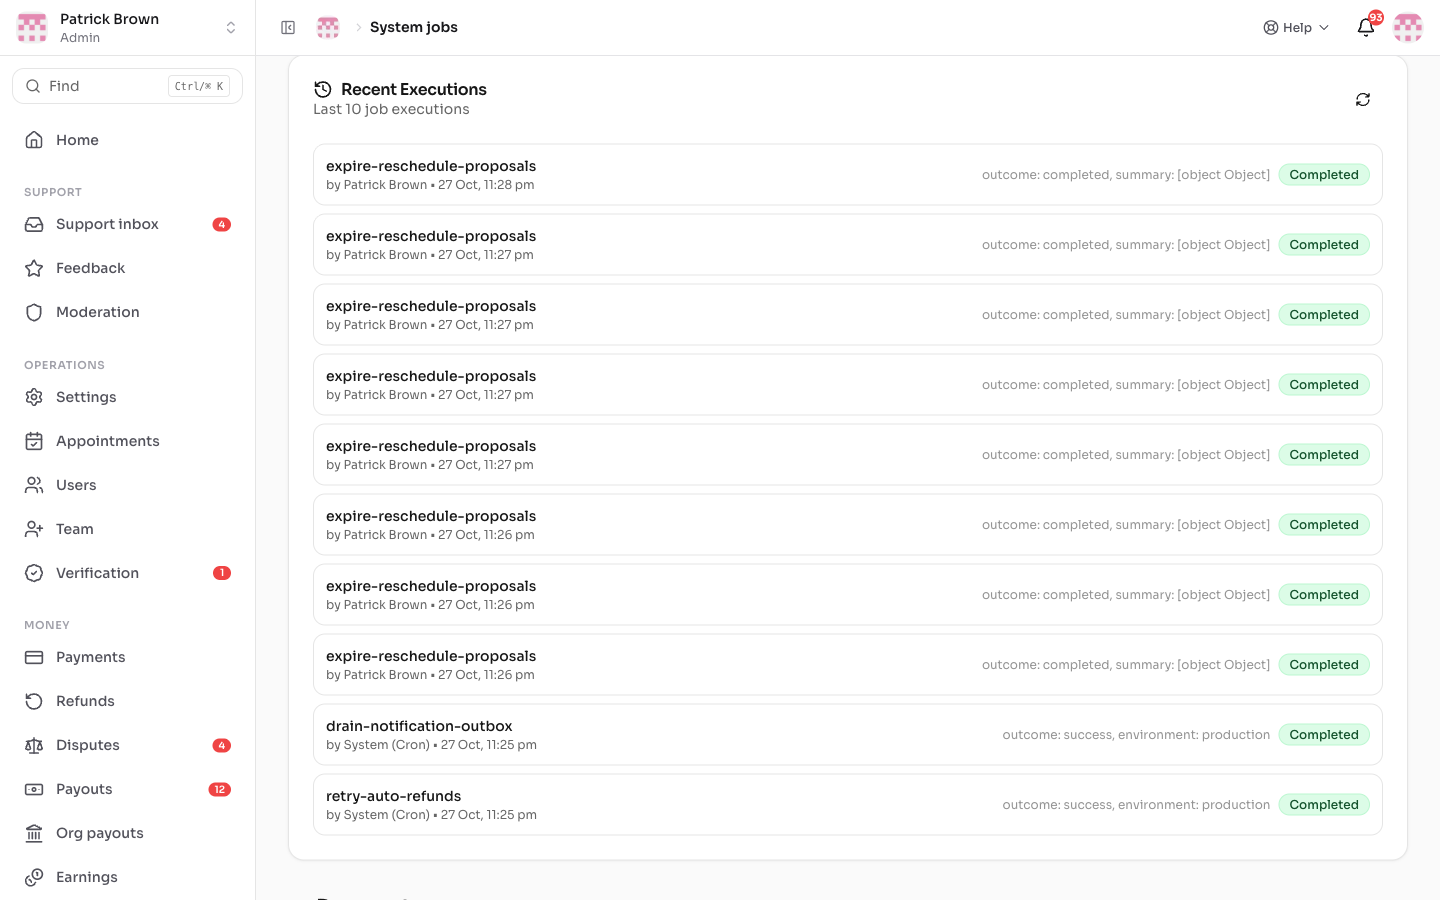 Patrick Brown
Admin
Find
Ctrl/⌘ K
Home
SUPPORT
Support inbox
4
Feedback
Moderation
OPERATIONS
Settings
Appointments
Users
Team
Verification
1
MONEY
Payments
Refunds
Disputes
4
Payouts
12
Org payouts
Earnings
System jobs
Help
93
Recent Executions
Last 10 job executions
expire-reschedule-proposals
by Patrick Brown • 27 Oct, 11:28 pm
outcome: completed, summary: [object Object]
Completed
expire-reschedule-proposals
by Patrick Brown • 27 Oct, 11:27 pm
outcome: completed, summary: [object Object]
Completed
expire-reschedule-proposals
by Patrick Brown • 27 Oct, 11:27 pm
outcome: completed, summary: [object Object]
Completed
expire-reschedule-proposals
by Patrick Brown • 27 Oct, 11:27 pm
outcome: completed, summary: [object Object]
Completed
expire-reschedule-proposals
by Patrick Brown • 27 Oct, 11:27 pm
outcome: completed, summary: [object Object]
Completed
expire-reschedule-proposals
by Patrick Brown • 27 Oct, 11:26 pm
outcome: completed, summary: [object Object]
Completed
expire-reschedule-proposals
by Patrick Brown • 27 Oct, 11:26 pm
outcome: completed, summary: [object Object]
Completed
expire-reschedule-proposals
by Patrick Brown • 27 Oct, 11:26 pm
outcome: completed, summary: [object Object]
Completed
drain-notification-outbox
by System (Cron) • 27 Oct, 11:25 pm
outcome: success, environment: production
Completed
retry-auto-refunds
by System (Cron) • 27 Oct, 11:25 pm
outcome: success, environment: production
Completed